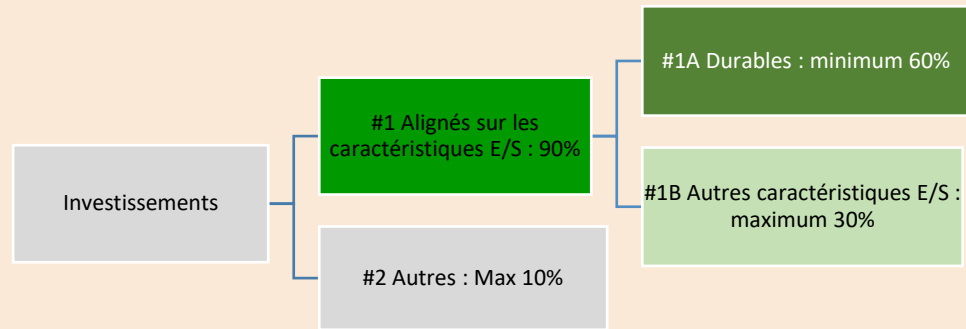 #1A Durables : minimum 60%
#1 Alignés sur les
caractéristiques E/S : 90%
Investissements
#1B Autres caractéristiques E/S :
maximum 30%
#2 Autres : Max 10%